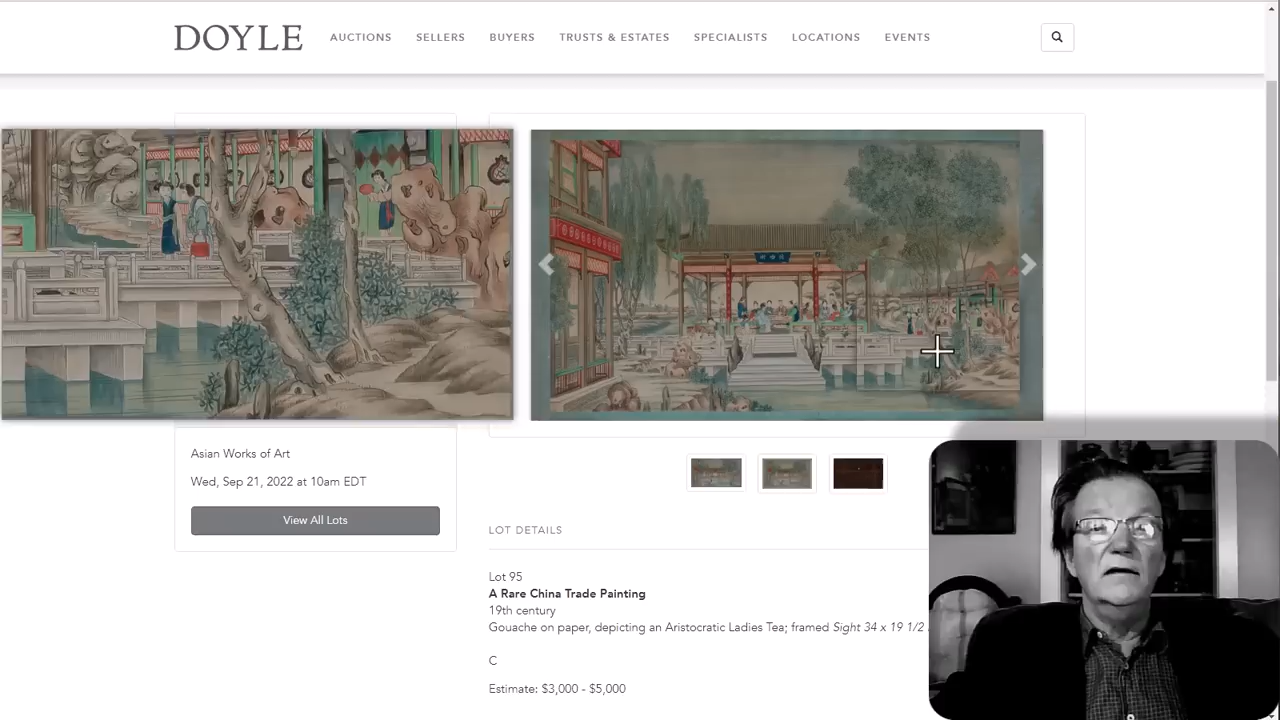 DOYLE
AUCTIONS SELLERS BUYERS TRUSTS & ESTATES SPECIALISTS LOCATIONS EVENTS
Asian Works of Art
Wed, Sep 21, 2022 at 10am EDT
View All Lots
LOT DETAILS
Lot 95
A Rare China Trade Painting
19th century
Gouache on paper, depicting an Aristocratic Ladies Tea; framed Sight 34 x 19 1/2
C
Estimate: $3,000 - $5,000